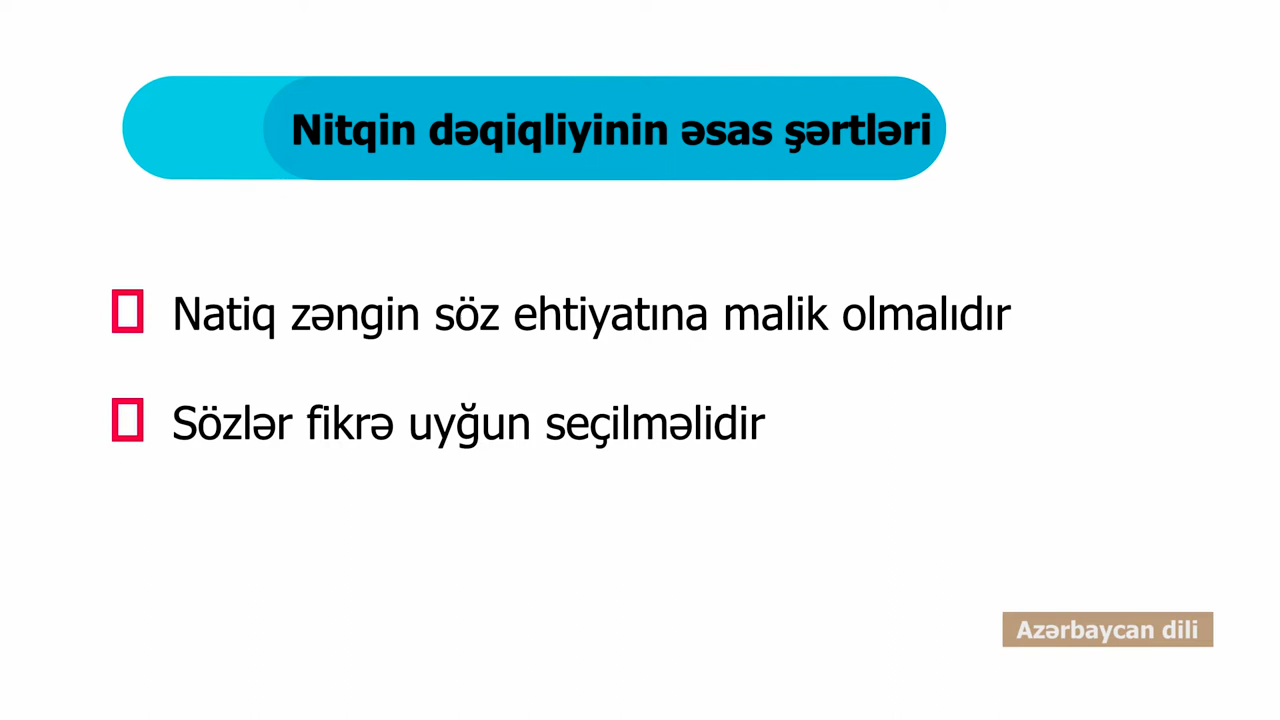 Nitqin dəqiqliyinin əsas şərtləri
Natiq zəngin söz ehtiyatına malik olmalıdır
Sözlər fikrə uyğun seçilməlidir
Azərbaycan dili